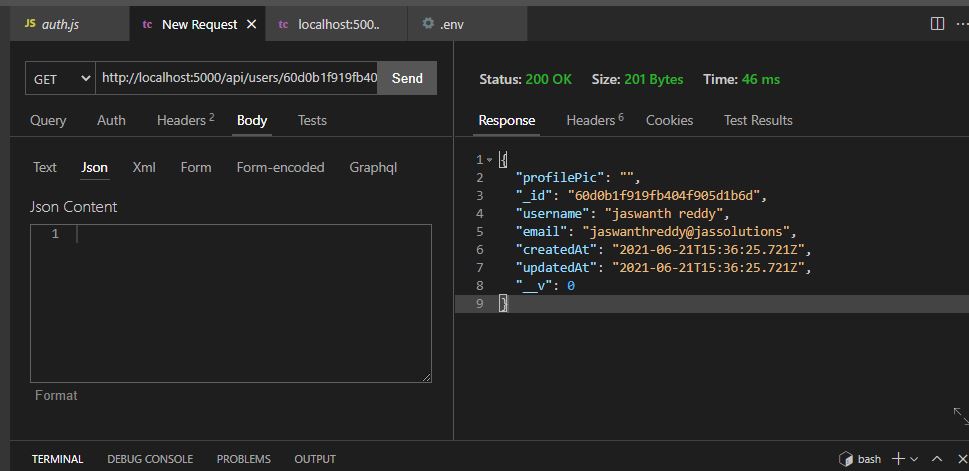 JS auth.js tc New Request × tc localhost:500.. .env
GET http://localhost:5000/api/users/60d0b1f919fb40 Send
Status: 200 OK Size: 201 Bytes Time: 46 ms
Query Auth Headers 2 Body Tests
Response Headers 6 Cookies Test Results
Text Json Xml Form Form-encoded Graphql
Json Content
1
1 {
2 "profilePic": "",
3 "_id": "60d0b1f919fb404f905d1b6d",
4 "username": "jaswanth reddy",
5 "email": "jaswanthreddy@jassolutions",
6 "createdAt": "2021-06-21T15:36:25.721Z",
7 "updatedAt": "2021-06-21T15:36:25.721Z",
8 "__v": 0
9 }
Format
TERMINAL DEBUG CONSOLE PROBLEMS OUTPUT bash